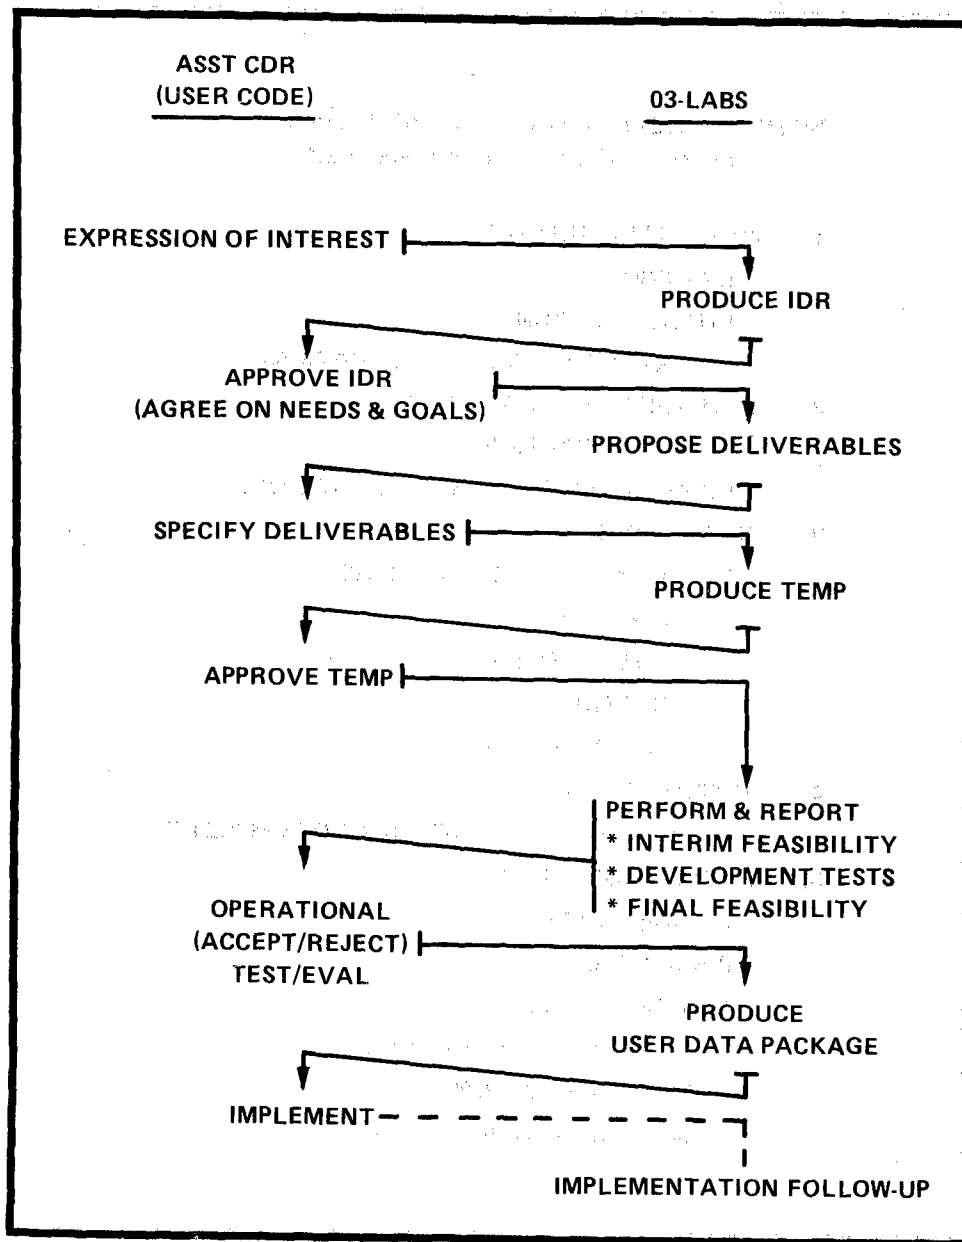 ASST CDR
(USER CODE)
03-LABS
EXPRESSION OF INTEREST
PRODUCE IDR
APPROVE IDR
(AGREE ON NEEDS & GOALS)
PROPOSE DELIVERABLES
SPECIFY DELIVERABLES
PRODUCE TEMP
APPROVE TEMP
PERFORM & REPORT
* INTERIM FEASIBILITY
* DEVELOPMENT TESTS
* FINAL FEASIBILITY
OPERATIONAL
(ACCEPT/REJECT)
TEST/EVAL
PRODUCE
USER DATA PACKAGE
IMPLEMENT
IMPLEMENTATION FOLLOW-UP